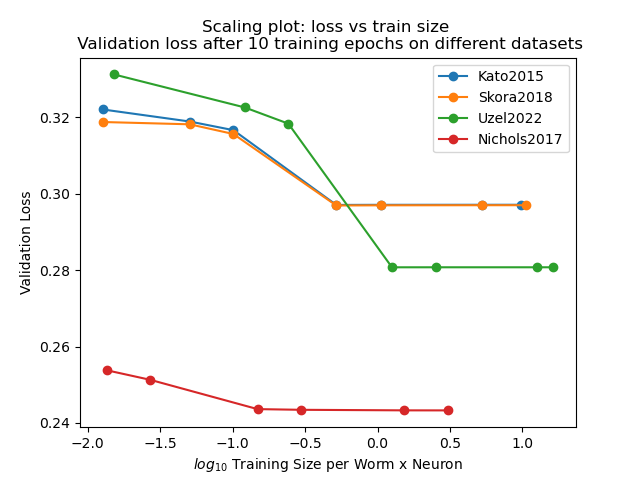 Scaling plot: loss vs train size
Validation loss after 10 training epochs on different datasets
Kato2015
Skora2018
Uzel2022
Nichols2017
Validation Loss
0.32
0.30
0.28
0.26
0.24
−2.0 −1.5 −1.0 −0.5 0.0 0.5 1.0
log₁₀ Training Size per Worm x Neuron